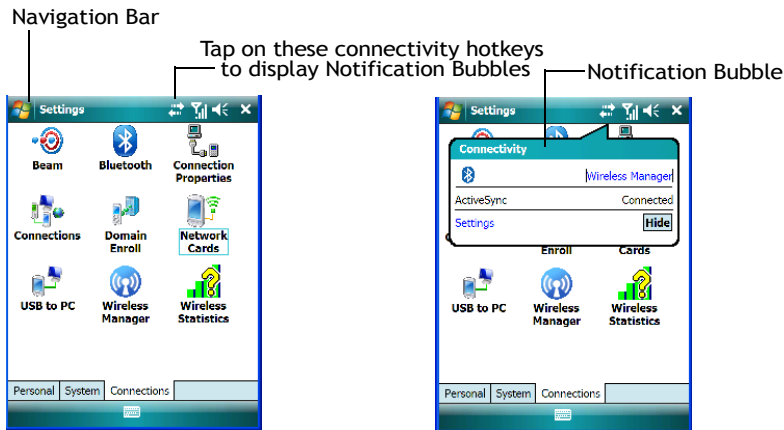 Navigation Bar
Tap on these connectivity hotkeys
to display Notification Bubbles
Notification Bubble
Settings
Beam
Bluetooth
Connection
Properties
Connections
Domain
Enroll
Network
Cards
USB to PC
Wireless
Manager
Wireless
Statistics
Personal System Connections
Settings
Connectivity
Wireless Manager
ActiveSync Connected
Settings Hide
Enroll
Cards
USB to PC
Wireless
Manager
Wireless
Statistics
Personal System Connections